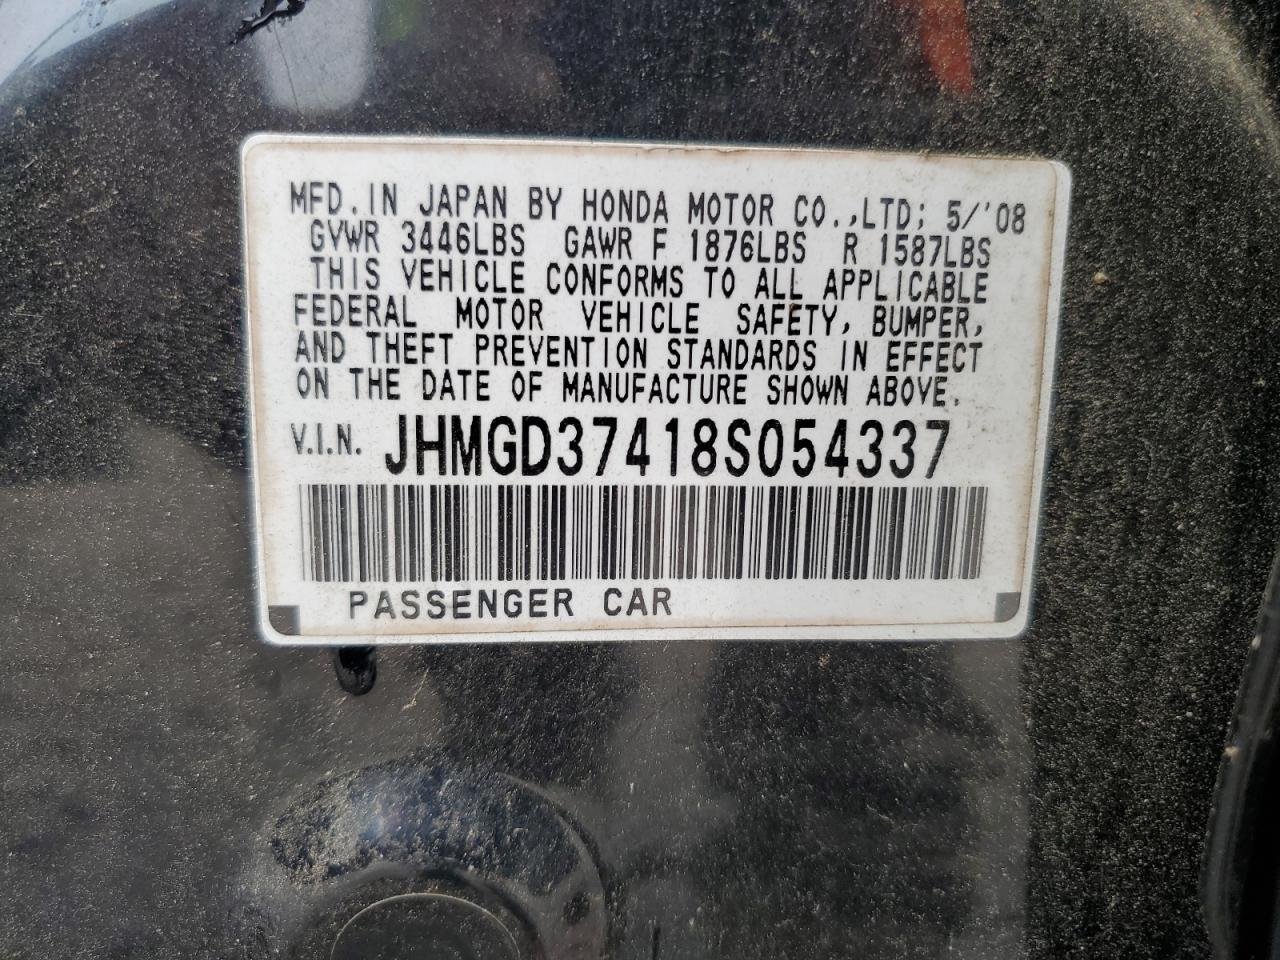 MFD. IN JAPAN BY HONDA MOTOR CO.,LTD; 5/'08
GVWR 3446LBS GAWR F 1876LBS R 1587LBS
THIS VEHICLE CONFORMS TO ALL APPLICABLE
FEDERAL MOTOR VEHICLE SAFETY, BUMPER,
AND THEFT PREVENTION STANDARDS IN EFFECT
ON THE DATE OF MANUFACTURE SHOWN ABOVE.
V.I.N. JHMGD37418S054337
PASSENGER CAR